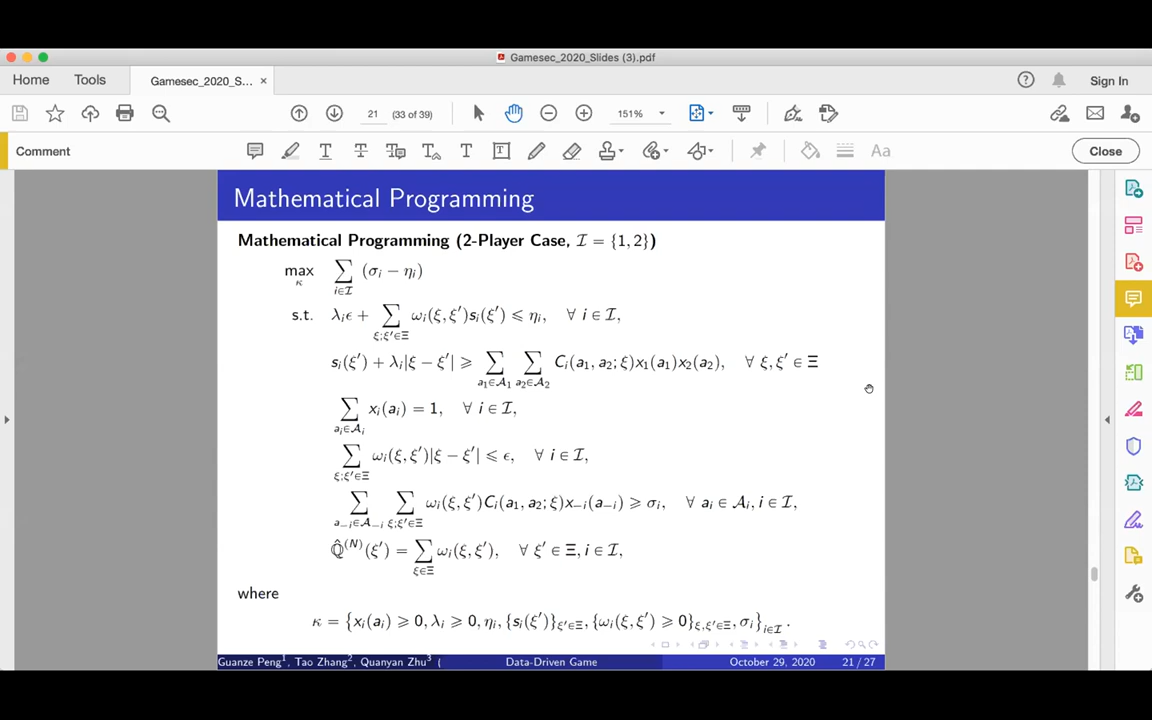 Gamesec_2020_Slides (3).pdf
Home Tools Gamesec_2020_S... × Sign In
21 (33 of 39) 151%
Comment Close
Mathematical Programming
Mathematical Programming (2-Player Case, ℐ = {1, 2})
max_κ ∑_{i∈ℐ} (σ_i − η_i)
s.t. λ_iϵ + ∑_{ξ;ξ′∈Ξ} ω_i(ξ, ξ′)s_i(ξ′) ⩽ η_i, ∀ i ∈ ℐ,
s_i(ξ′) + λ_i|ξ − ξ′| ⩾ ∑_{a_1∈𝒜_1} ∑_{a_2∈𝒜_2} C_i(a_1, a_2; ξ)x_1(a_1)x_2(a_2), ∀ ξ, ξ′ ∈ Ξ
∑_{a_i∈𝒜_i} x_i(a_i) = 1, ∀ i ∈ ℐ,
∑_{ξ;ξ′∈Ξ} ω_i(ξ, ξ′)|ξ − ξ′| ⩽ ϵ, ∀ i ∈ ℐ,
∑_{a_{−i}∈𝒜_{−i}} ∑_{ξ;ξ′∈Ξ} ω_i(ξ, ξ′)C_i(a_1, a_2; ξ)x_{−i}(a_{−i}) ⩾ σ_i, ∀ a_i ∈ 𝒜_i, i ∈ ℐ,
ℚ̂^{(N)}(ξ′) = ∑_{ξ∈Ξ} ω_i(ξ, ξ′), ∀ ξ′ ∈ Ξ, i ∈ ℐ,
where
κ = {x_i(a_i) ⩾ 0, λ_i ⩾ 0, η_i, {s_i(ξ′)}_{ξ′∈Ξ}, {ω_i(ξ, ξ′) ⩾ 0}_{ξ,ξ′∈Ξ}, σ_i}_{i∈ℐ}.
Guanze Peng¹, Tao Zhang², Quanyan Zhu³ ( Data-Driven Game October 29, 2020 21 / 27